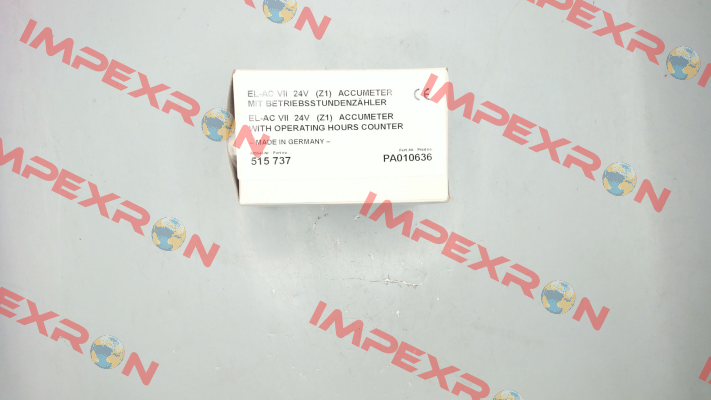 EL-AC VII 24V (Z1) ACCUMETER
MIT BETRIEBSSTUNDENZÄHLER
EL-AC VII 24V (Z1) ACCUMETER
WITH OPERATING HOURS COUNTER
– MADE IN GERMANY –
515 737
PA010636
CE
IMPEXRON
IMPEXRON
IMPEXRON
IMPEXRON
IMPEXRON
IMPEXRON